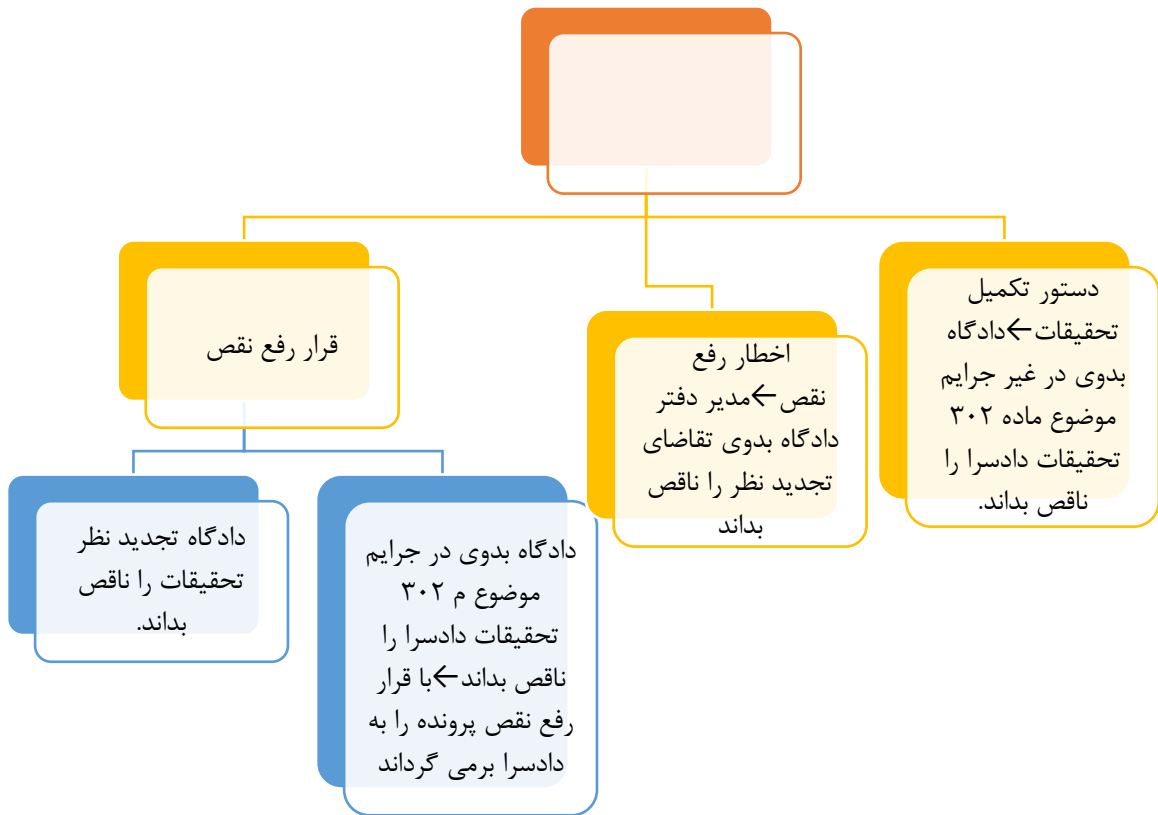 دستور تکمیل
تحقیقات←دادگاه
بدوی در غیر جرایم
موضوع ماده ۳۰۲
تحقیقات دادسرا را
ناقص بداند.
اخطار رفع
نقص←مدیر دفتر
دادگاه بدوی تقاضای
تجدید نظر را ناقص
بداند
قرار رفع نقص
دادگاه بدوی در جرایم
موضوع م ۳۰۲
تحقیقات دادسرا را
ناقص بداند←با قرار
رفع نقص پرونده را به
دادسرا برمی گرداند
دادگاه تجدید نظر
تحقیقات را ناقص
بداند.